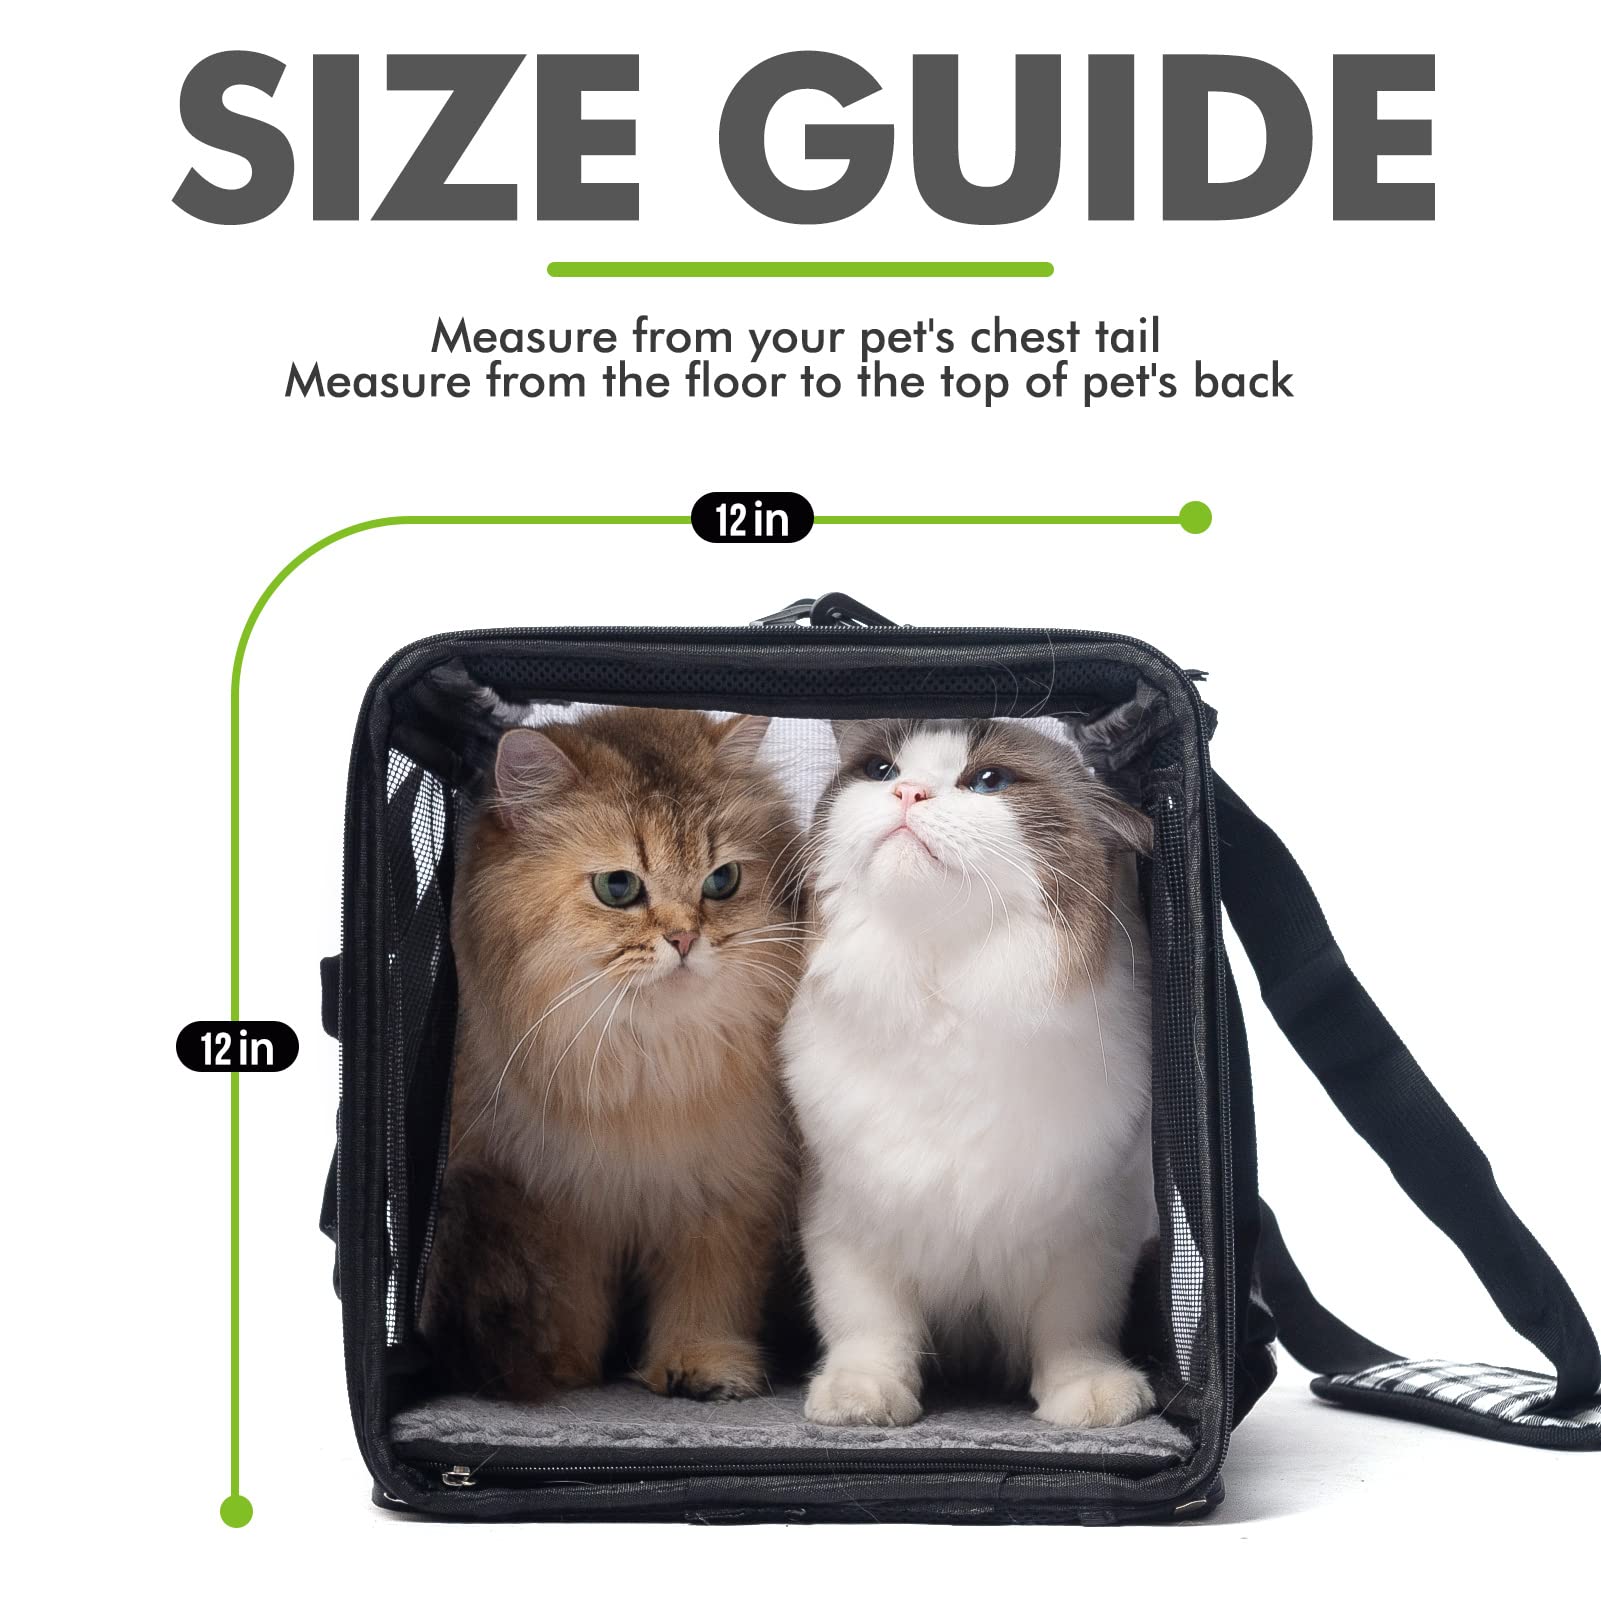 SIZE GUIDE
Measure from your pet's chest tail
Measure from the floor to the top of pet's back
12 in
12 in